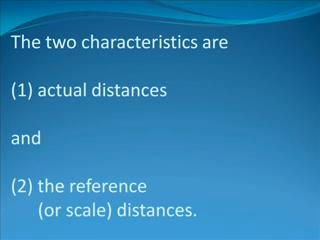 The two characteristics are
(1) actual distances
and
(2) the reference
(or scale) distances.